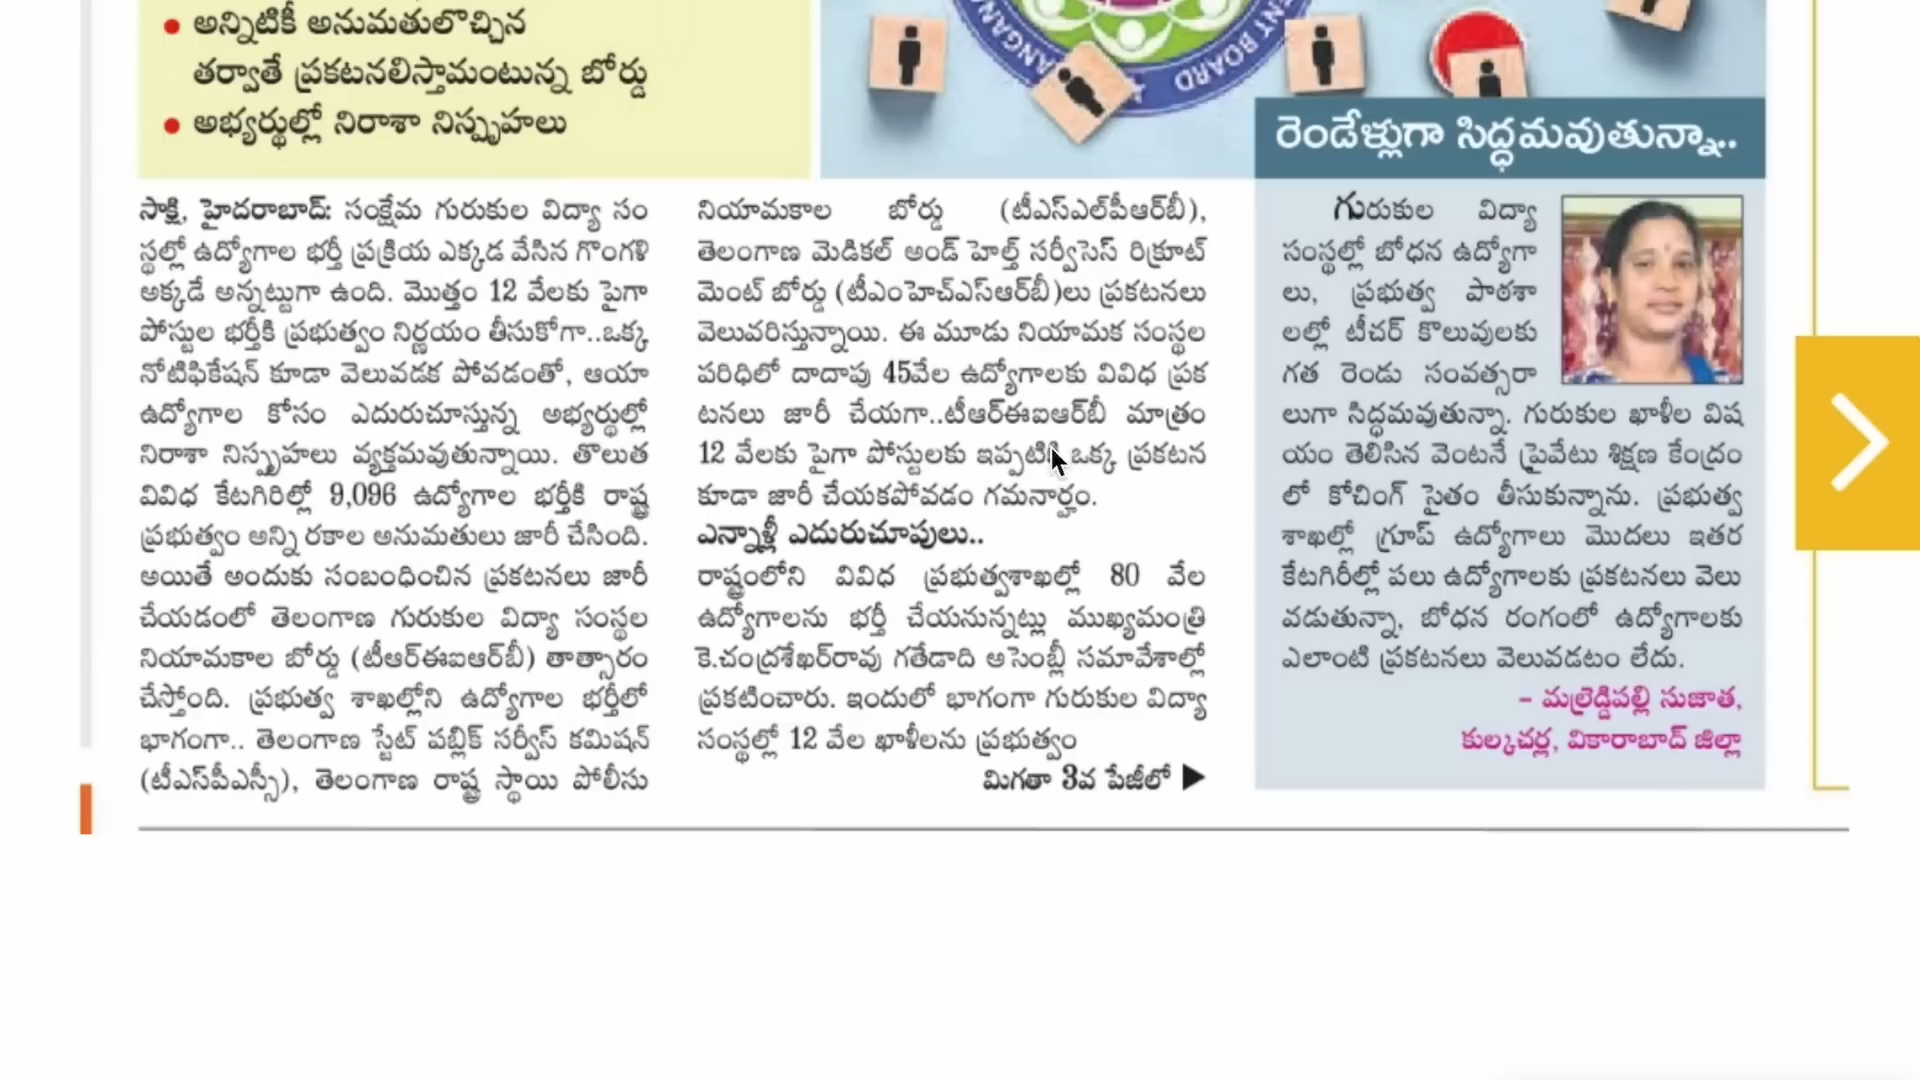 అన్నిటికీ అనుమతులొచ్చిన
తర్వాతే ప్రకటనలిస్తామంటున్న బోర్డు
అభ్యర్థుల్లో నిరాశా నిస్పృహలు
ENT BOARD
రెండేళ్లుగా సిద్ధమవుతున్నా..
సాక్షి, హైదరాబాద్: సంక్షేమ గురుకుల విద్యా సం
స్థల్లో ఉద్యోగాల భర్తీ ప్రక్రియ ఎక్కడ వేసిన గొంగళి
అక్కడే అన్నట్టుగా ఉంది. మొత్తం 12 వేలకు పైగా
పోస్టుల భర్తీకి ప్రభుత్వం నిర్ణయం తీసుకోగా..ఒక్క
నోటిఫికేషన్ కూడా వెలువడక పోవడంతో, ఆయా
ఉద్యోగాల కోసం ఎదురుచూస్తున్న అభ్యర్థుల్లో
నిరాశా నిస్పృహలు వ్యక్తమవుతున్నాయి. తొలుత
వివిధ కేటగిరిల్లో 9,096 ఉద్యోగాల భర్తీకి రాష్ట్ర
ప్రభుత్వం అన్ని రకాల అనుమతులు జారీ చేసింది.
అయితే అందుకు సంబంధించిన ప్రకటనలు జారీ
చేయడంలో తెలంగాణ గురుకుల విద్యా సంస్థల
నియామకాల బోర్డు (టీఆర్ఈఐఆర్‌బీ) తాత్సారం
చేస్తోంది. ప్రభుత్వ శాఖల్లోని ఉద్యోగాల భర్తీలో
భాగంగా.. తెలంగాణ స్టేట్ పబ్లిక్ సర్వీస్ కమిషన్
(టీఎస్‌పీఎస్సీ), తెలంగాణ రాష్ట్ర స్థాయి పోలీసు
నియామకాల బోర్డు (టీఎస్ఎల్‌పీఆర్‌బీ),
తెలంగాణ మెడికల్ అండ్ హెల్త్ సర్వీసెస్ రిక్రూట్
మెంట్ బోర్డు (టీఎంహెచ్ఎస్ఆర్‌బీ)లు ప్రకటనలు
వెలువరిస్తున్నాయి. ఈ మూడు నియామక సంస్థల
పరిధిలో దాదాపు 45వేల ఉద్యోగాలకు వివిధ ప్రక
టనలు జారీ చేయగా..టీఆర్ఈఐఆర్‌బీ మాత్రం
12 వేలకు పైగా పోస్టులకు ఇప్పటికి ఒక్క ప్రకటన
కూడా జారీ చేయకపోవడం గమనార్హం.
ఎన్నాళ్లీ ఎదురుచూపులు..
రాష్ట్రంలోని వివిధ ప్రభుత్వశాఖల్లో 80 వేల
ఉద్యోగాలను భర్తీ చేయనున్నట్లు ముఖ్యమంత్రి
కె.చంద్రశేఖర్‌రావు గతేడాది అసెంబ్లీ సమావేశాల్లో
ప్రకటించారు. ఇందులో భాగంగా గురుకుల విద్యా
సంస్థల్లో 12 వేల ఖాళీలను ప్రభుత్వం
మిగతా 3వ పేజీలో
గురుకుల విద్యా
సంస్థల్లో బోధన ఉద్యోగా
లు, ప్రభుత్వ పాఠశా
లల్లో టీచర్ కొలువులకు
గత రెండు సంవత్సరా
లుగా సిద్ధమవుతున్నా. గురుకుల ఖాళీల విష
యం తెలిసిన వెంటనే ప్రైవేటు శిక్షణ కేంద్రం
లో కోచింగ్ సైతం తీసుకున్నాను. ప్రభుత్వ
శాఖల్లో గ్రూప్ ఉద్యోగాలు మొదలు ఇతర
కేటగిరీల్లో పలు ఉద్యోగాలకు ప్రకటనలు వెలు
వడుతున్నా, బోధన రంగంలో ఉద్యోగాలకు
ఎలాంటి ప్రకటనలు వెలువడటం లేదు.
– మల్రెడ్డిపల్లి సుజాత,
కుల్కచర్ల, వికారాబాద్ జిల్లా